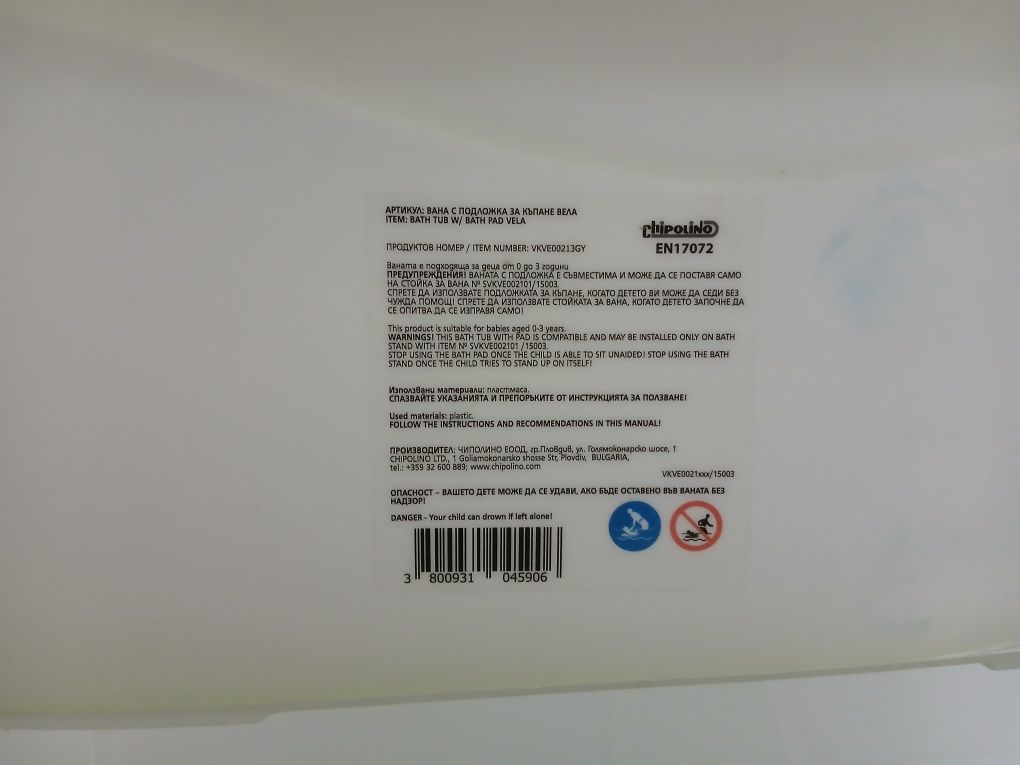 АРТИКУЛ: ВАНА С ПОДЛОЖКА ЗА КЪПАНЕ ВЕЛА
ITEM: BATH TUB W/ BATH PAD VELA
chipolino
EN17072
ПРОДУКТОВ НОМЕР / ITEM NUMBER: VKVE00213GY
Ваната е подходяща за деца от 0 до 3 години
ПРЕДУПРЕЖДЕНИЯ! ВАНАТА С ПОДЛОЖКА Е СЪВМЕСТИМА И МОЖЕ ДА СЕ ПОСТАВЯ САМО
НА СТОЙКА ЗА ВАНА № SVKVE002101/15003.
СПРЕТЕ ДА ИЗПОЛЗВАТЕ ПОДЛОЖКАТА ЗА КЪПАНЕ, КОГАТО ДЕТЕТО ВИ МОЖЕ ДА СЕДИ БЕЗ
ЧУЖДА ПОМОЩ! СПРЕТЕ ДА ИЗПОЛЗВАТЕ СТОЙКАТА ЗА ВАНА, КОГАТО ДЕТЕТО ЗАПОЧНЕ ДА
СЕ ОПИТВА ДА СЕ ИЗПРАВЯ САМО!
This product is suitable for babies aged 0-3 years.
WARNINGS! THIS BATH TUB WITH PAD IS COMPATIBLE AND MAY BE INSTALLED ONLY ON BATH
STAND WITH ITEM № SVKVE002101 /15003.
STOP USING THE BATH PAD ONCE THE CHILD IS ABLE TO SIT UNAIDED! STOP USING THE BATH
STAND ONCE THE CHILD TRIES TO STAND UP ON ITSELF!
Използвани материали: пластмаса.
СПАЗВАЙТЕ УКАЗАНИЯТА И ПРЕПОРЪКИТЕ ОТ ИНСТРУКЦИЯТА ЗА ПОЛЗВАНЕ!
Used materials: plastic.
FOLLOW THE INSTRUCTIONS AND RECOMMENDATIONS IN THIS MANUAL!
ПРОИЗВОДИТЕЛ: ЧИПОЛИНО ЕООД, гр.Пловдив, ул. Голямоконарско шосе, 1
CHIPOLINO LTD., 1 Goliamokonarsko shosse Str, Plovdiv, BULGARIA,
tel.: +359 32 600 889; www.chipolino.com
VKVE0021xxx/15003
ОПАСНОСТ – ВАШЕТО ДЕТЕ МОЖЕ ДА СЕ УДАВИ, АКО БЪДЕ ОСТАВЕНО ВЪВ ВАНАТА БЕЗ
НАДЗОР!
DANGER - Your child can drown if left alone!
3 800931 045906